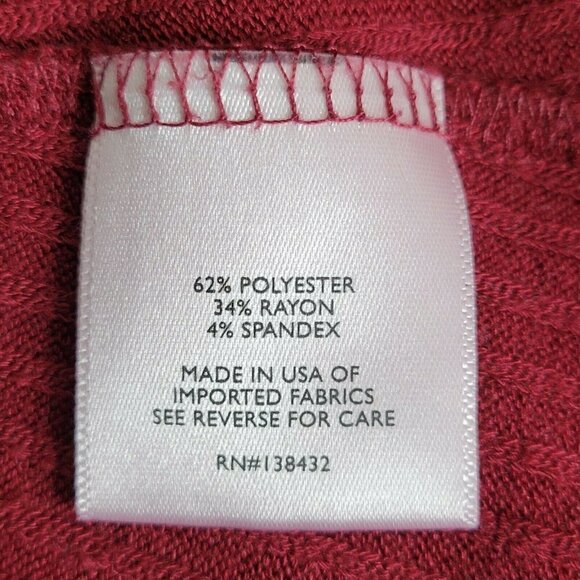 62% POLYESTER
34% RAYON
4% SPANDEX
MADE IN USA OF
IMPORTED FABRICS
SEE REVERSE FOR CARE
RN#138432